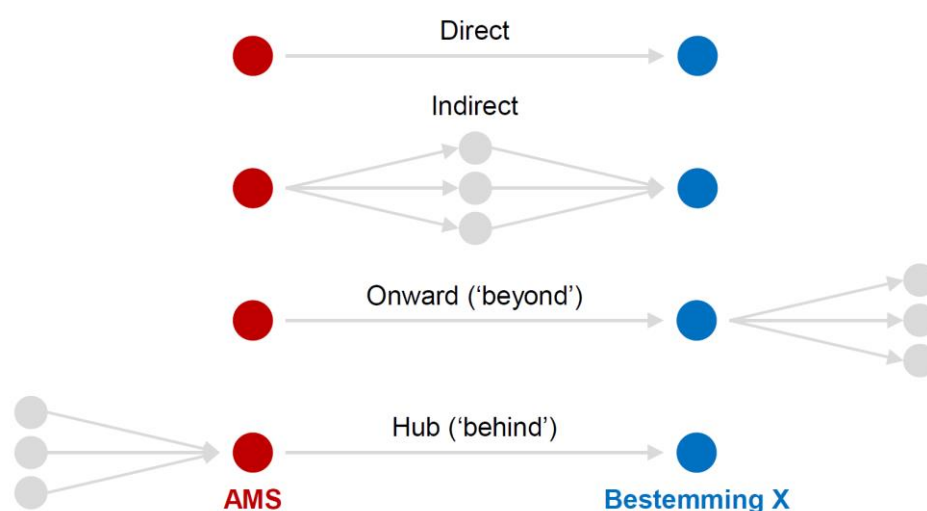 Direct
Indirect
Onward (‘beyond’)
Hub (‘behind’)
AMS
Bestemming X